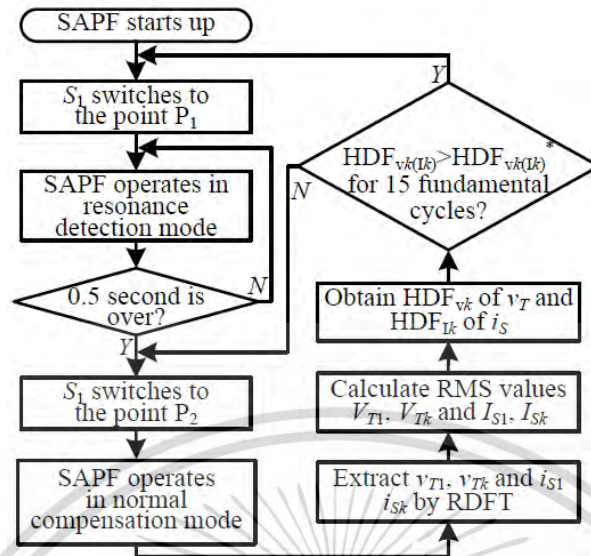 SAPF starts up
S1 switches to
the point P1
SAPF operates in
resonance
detection mode
0.5 second is
over?
N
Y
S1 switches to
the point P2
SAPF operates
in normal
compensation mode
Extract vT1, vTk and iS1
iSk by RDFT
Calculate RMS values
VT1, VTk and IS1, ISk
Obtain HDFvk of vT and
HDFIk of iS
HDFvk(Ik)>HDFvk(Ik)*
for 15 fundamental
cycles?
Y
N